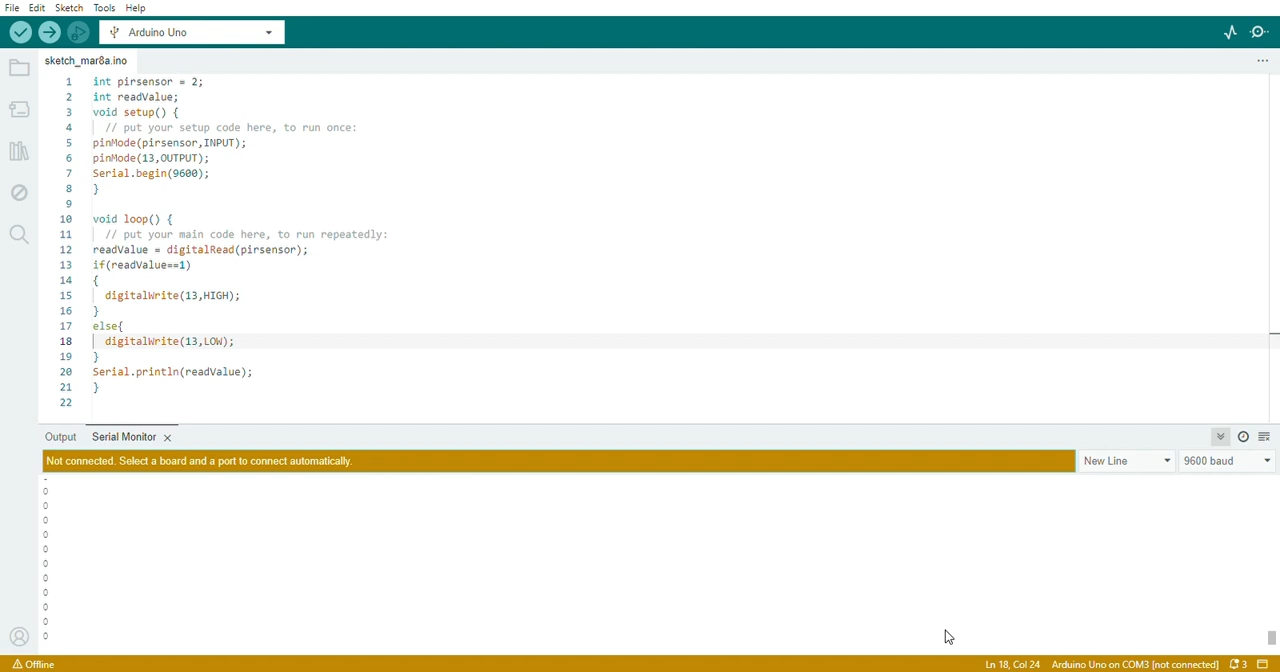 File Edit Sketch Tools Help
Arduino Uno
sketch_mar8a.ino
1 int pirsensor = 2;
2 int readValue;
3 void setup() {
4 // put your setup code here, to run once:
5 pinMode(pirsensor,INPUT);
6 pinMode(13,OUTPUT);
7 Serial.begin(9600);
8 }
9
10 void loop() {
11 // put your main code here, to run repeatedly:
12 readValue = digitalRead(pirsensor);
13 if(readValue==1)
14 {
15 digitalWrite(13,HIGH);
16 }
17 else{
18 digitalWrite(13,LOW);
19 }
20 Serial.println(readValue);
21 }
22
Output Serial Monitor
Not connected. Select a board and a port to connect automatically. New Line 9600 baud
0
0
0
0
0
0
0
0
0
0
0
Offline Ln 18, Col 24 Arduino Uno on COM3 [not connected] 3